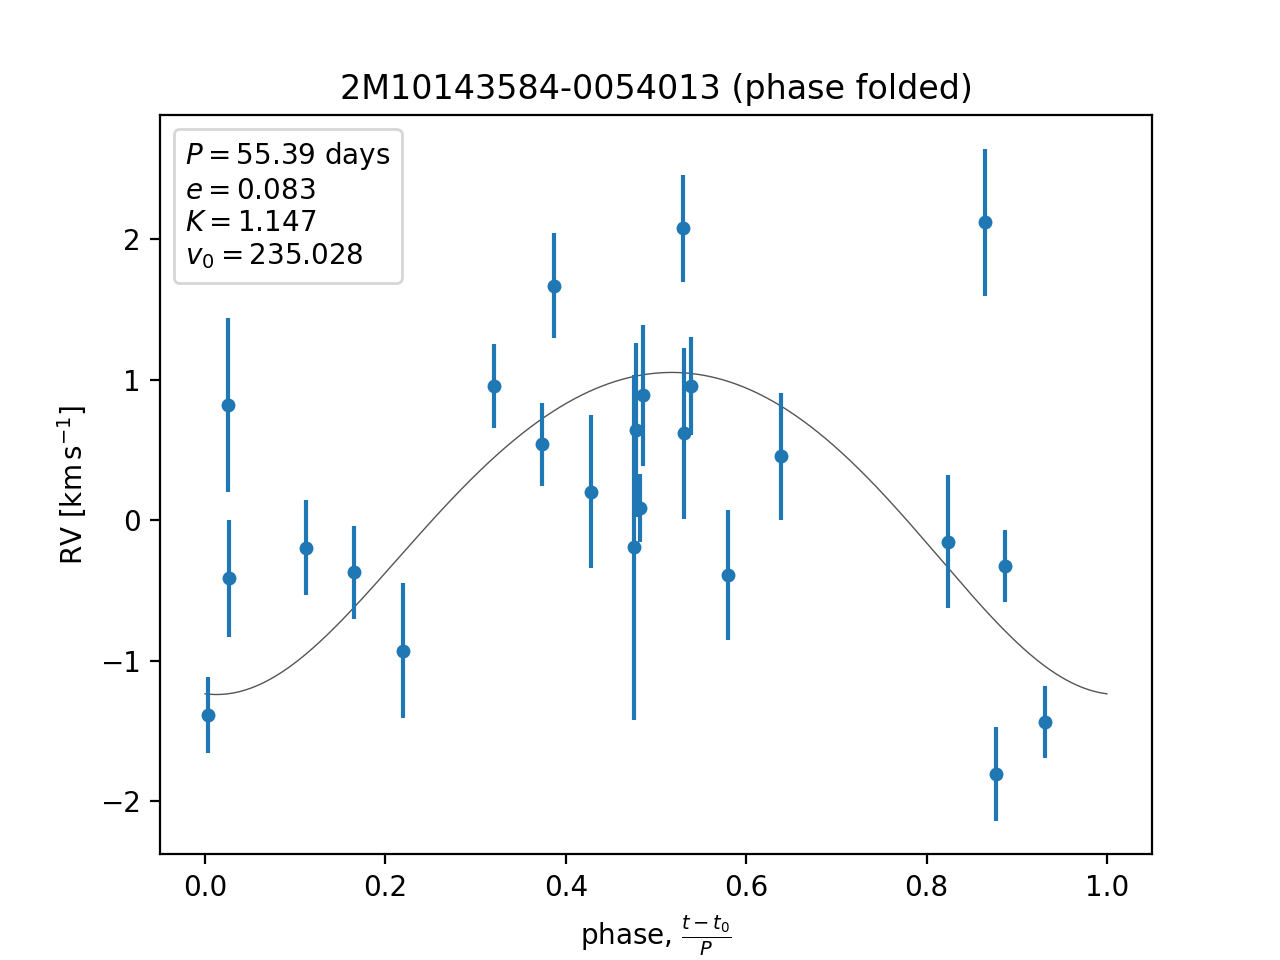 2M10143584-0054013 (phase folded)
P = 55.39 days
e = 0.083
K = 1.147
v₀ = 235.028
RV [km s⁻¹]
2
1
0
−1
−2
0.0 0.2 0.4 0.6 0.8 1.0
phase, (t − t₀)/P